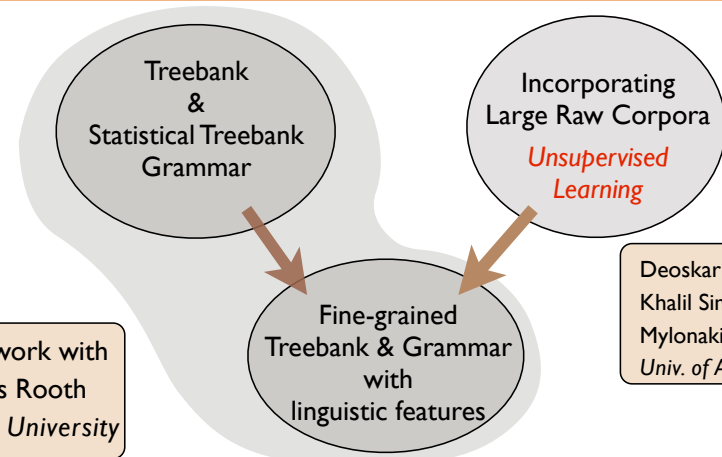 Treebank
&
Statistical Treebank
Grammar
Incorporating
Large Raw Corpora
Unsupervised
Learning
Fine-grained
Treebank & Grammar
with
linguistic features
work with
s Rooth
University
Deoskar
Khalil Sir
Mylonaki
Univ. of A